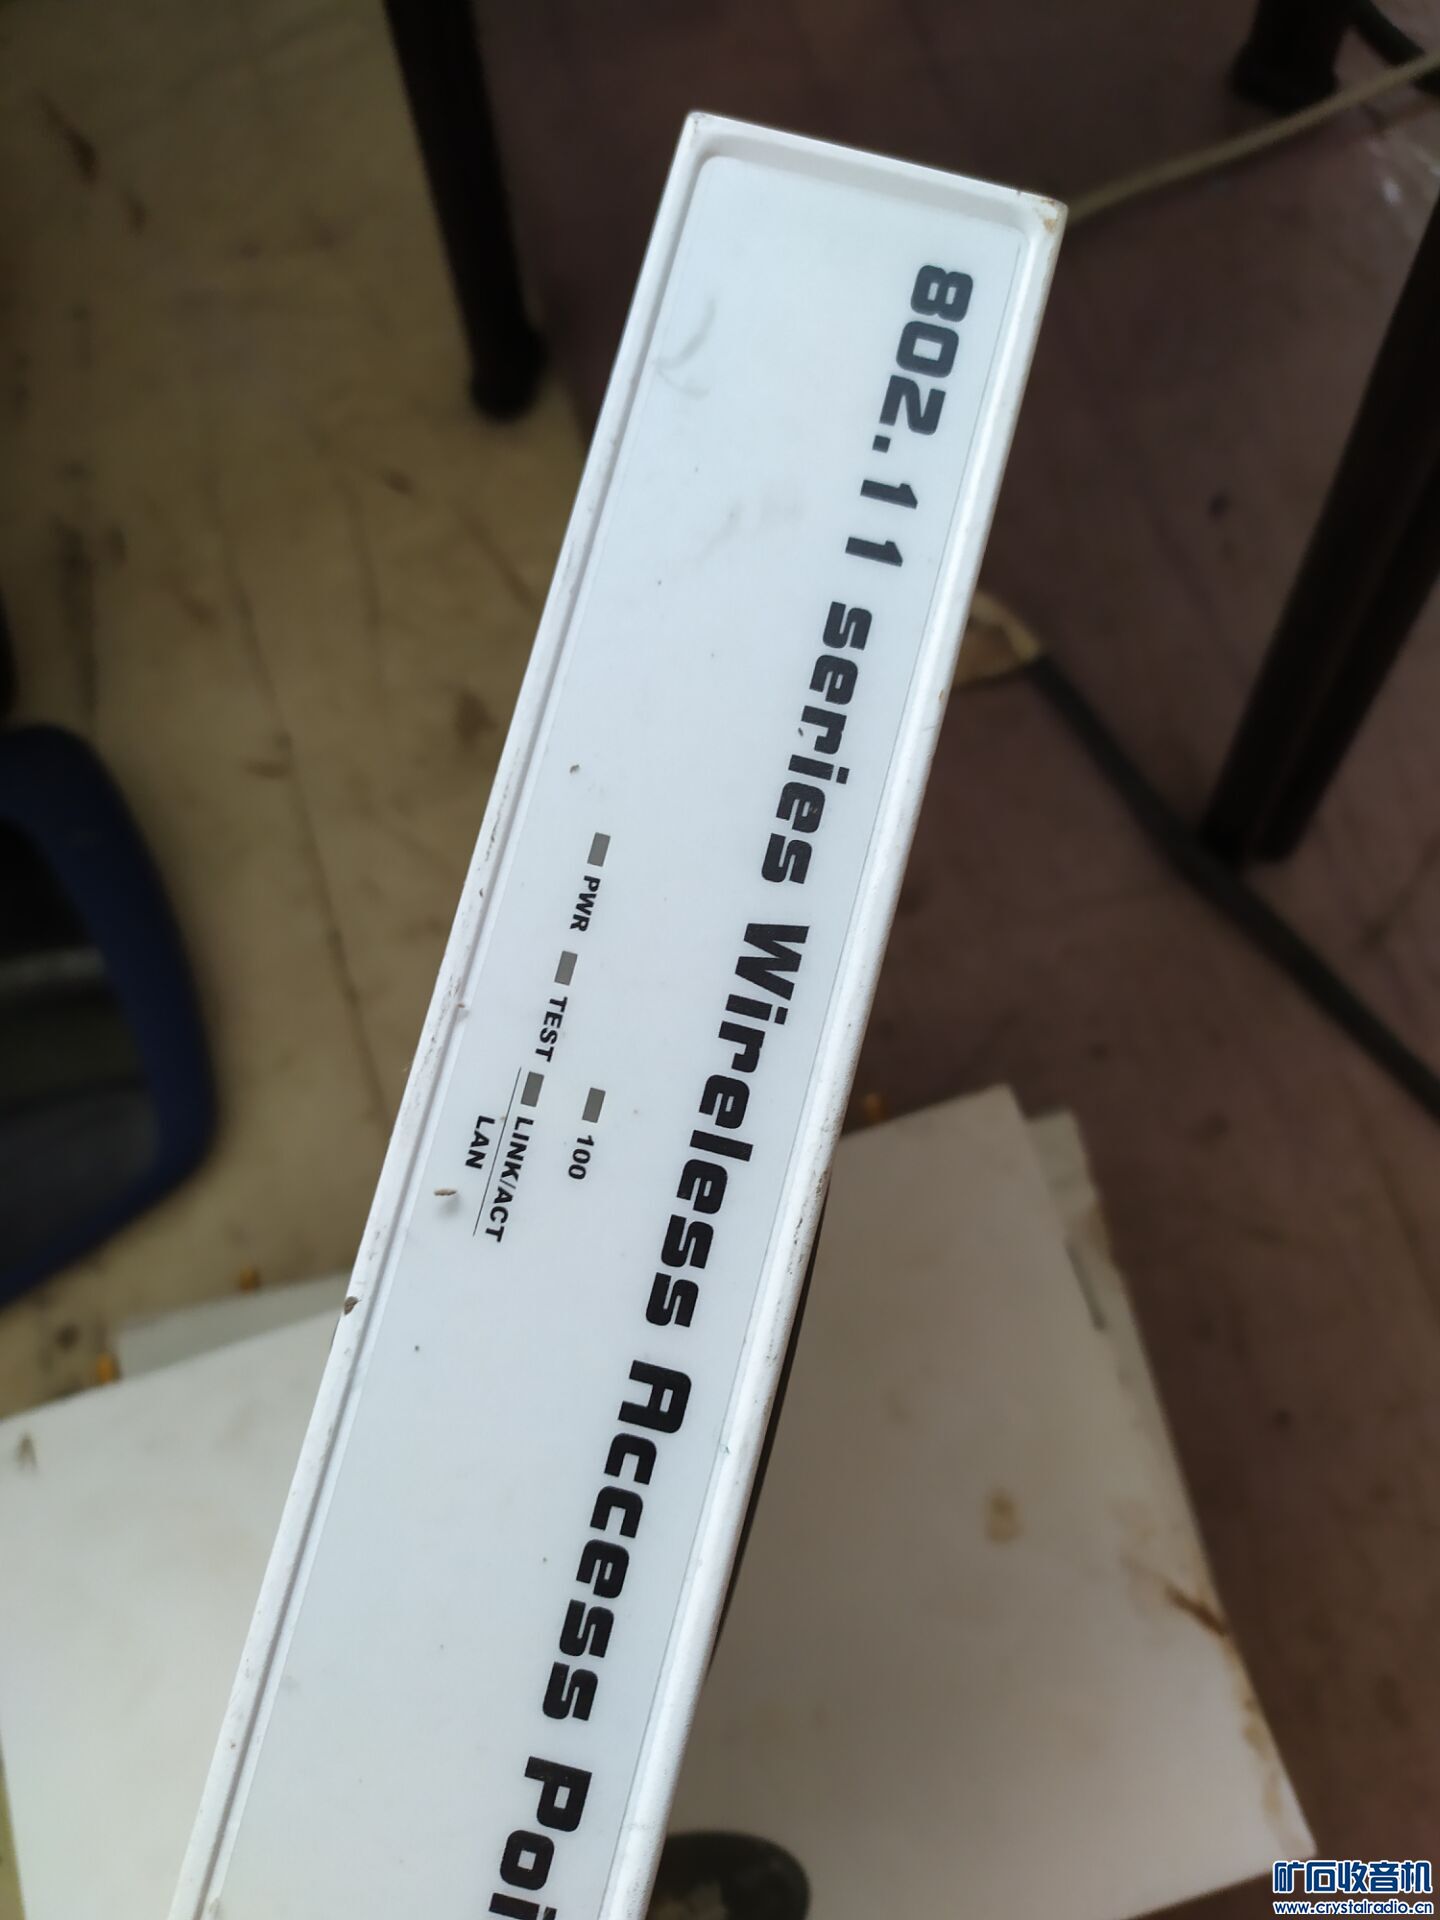 802.11 series Wireless Access Poi
100
PWR TEST LINK/ACT
LAN
矿石收音机
www.crystalradio.cn